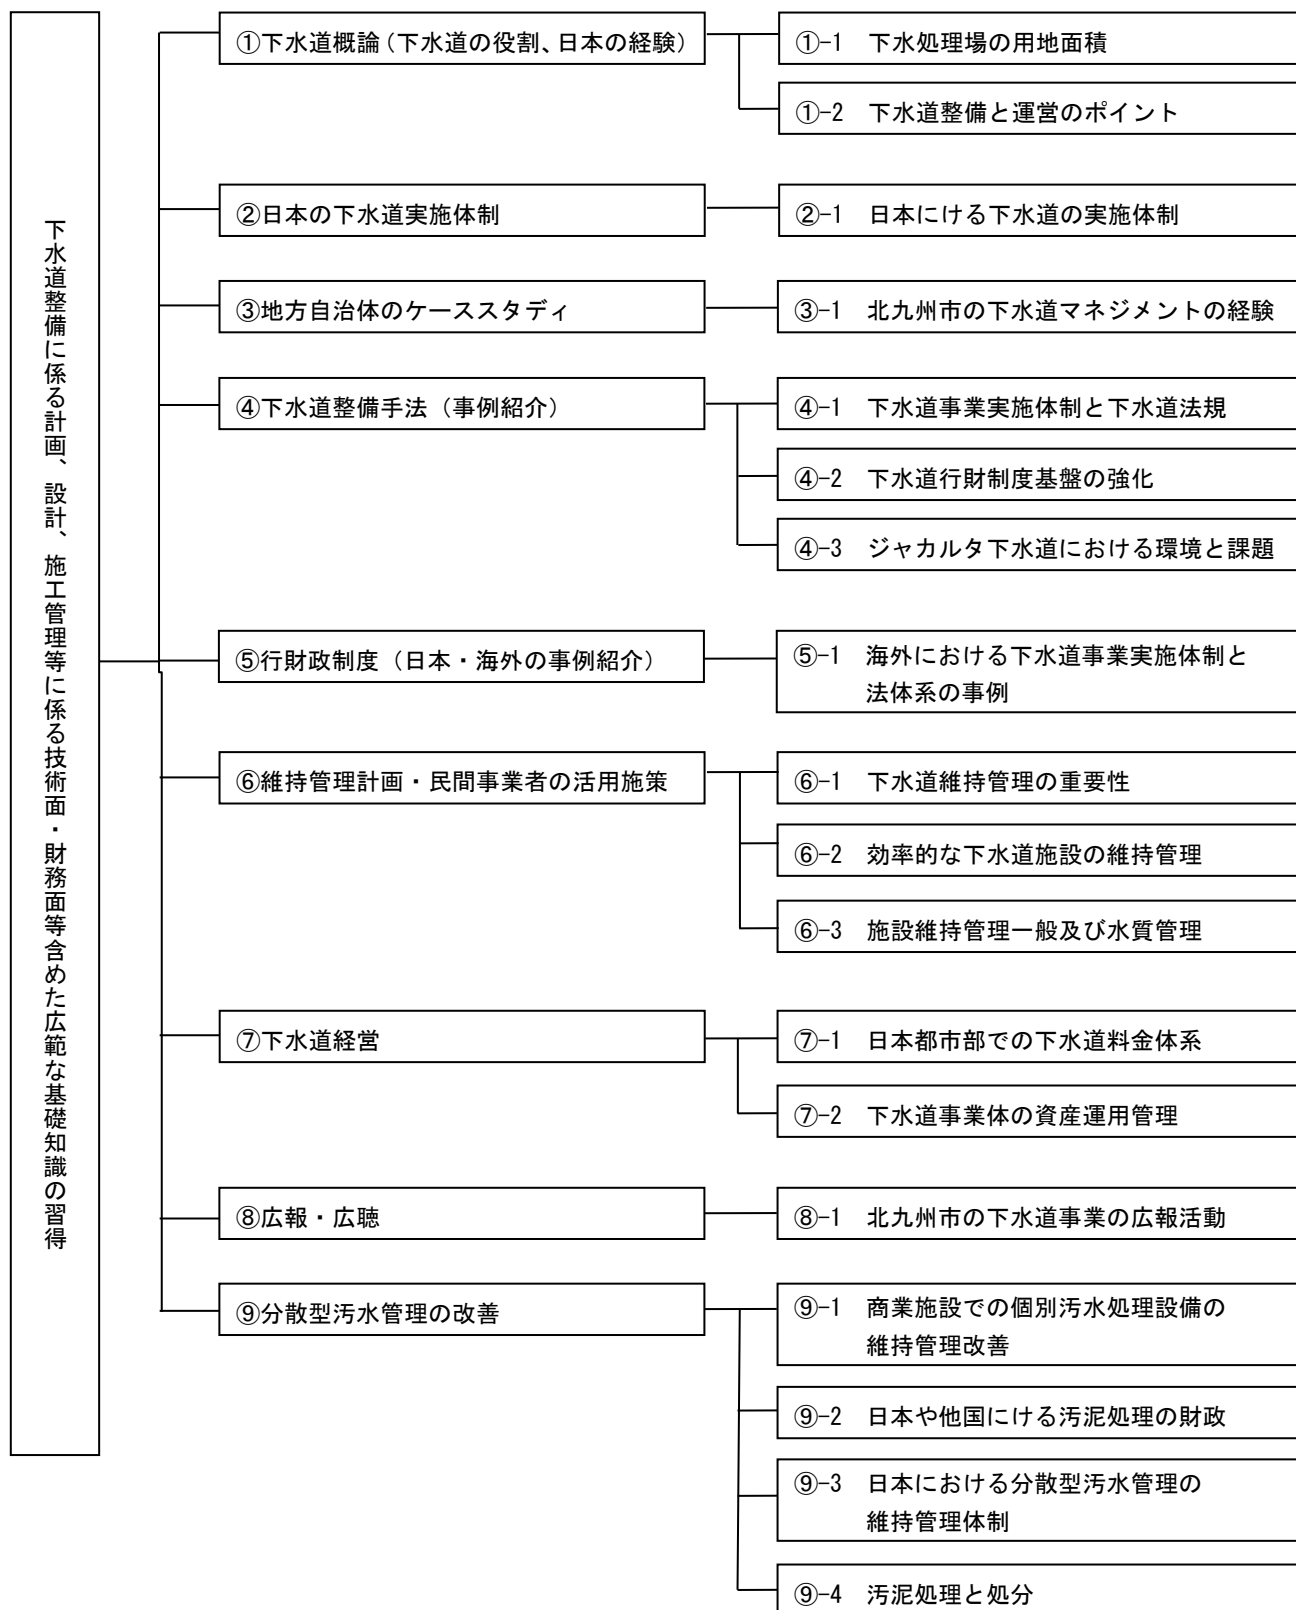 下水道整備に係る計画、設計、施工管理等に係る技術面・財務面等含めた広範な基礎知識の習得
①下水道概論（下水道の役割、日本の経験）
①-1 下水処理場の用地面積
①-2 下水道整備と運営のポイント
②日本の下水道実施体制
②-1 日本にける下水道の実施体制
③地方自治体のケーススタディ
③-1 北九州市の下水道マネジメントの経験
④下水道整備手法（事例紹介）
④-1 下水道事業実施体制と下水道法規
④-2 下水道行財制度基盤の強化
④-3 ジャカルタ下水道における環境と課題
⑤行財政制度（日本・海外の事例紹介）
⑤-1 海外における下水道事業実施体制と
法体系の事例
⑥維持管理計画・民間事業者の活用施策
⑥-1 下水道維持管理の重要性
⑥-2 効率的な下水道施設の維持管理
⑥-3 施設維持管理一般及び水質管理
⑦下水道経営
⑦-1 日本都市部での下水道料金体系
⑦-2 下水道事業体の資産運用管理
⑧広報・広聴
⑧-1 北九州市の下水道事業の広報活動
⑨分散型汚水管理の改善
⑨-1 商業施設での個別汚水処理設備の
維持管理改善
⑨-2 日本や他国にける汚泥処理の財政
⑨-3 日本における分散型汚水管理の
維持管理体制
⑨-4 汚泥処理と処分